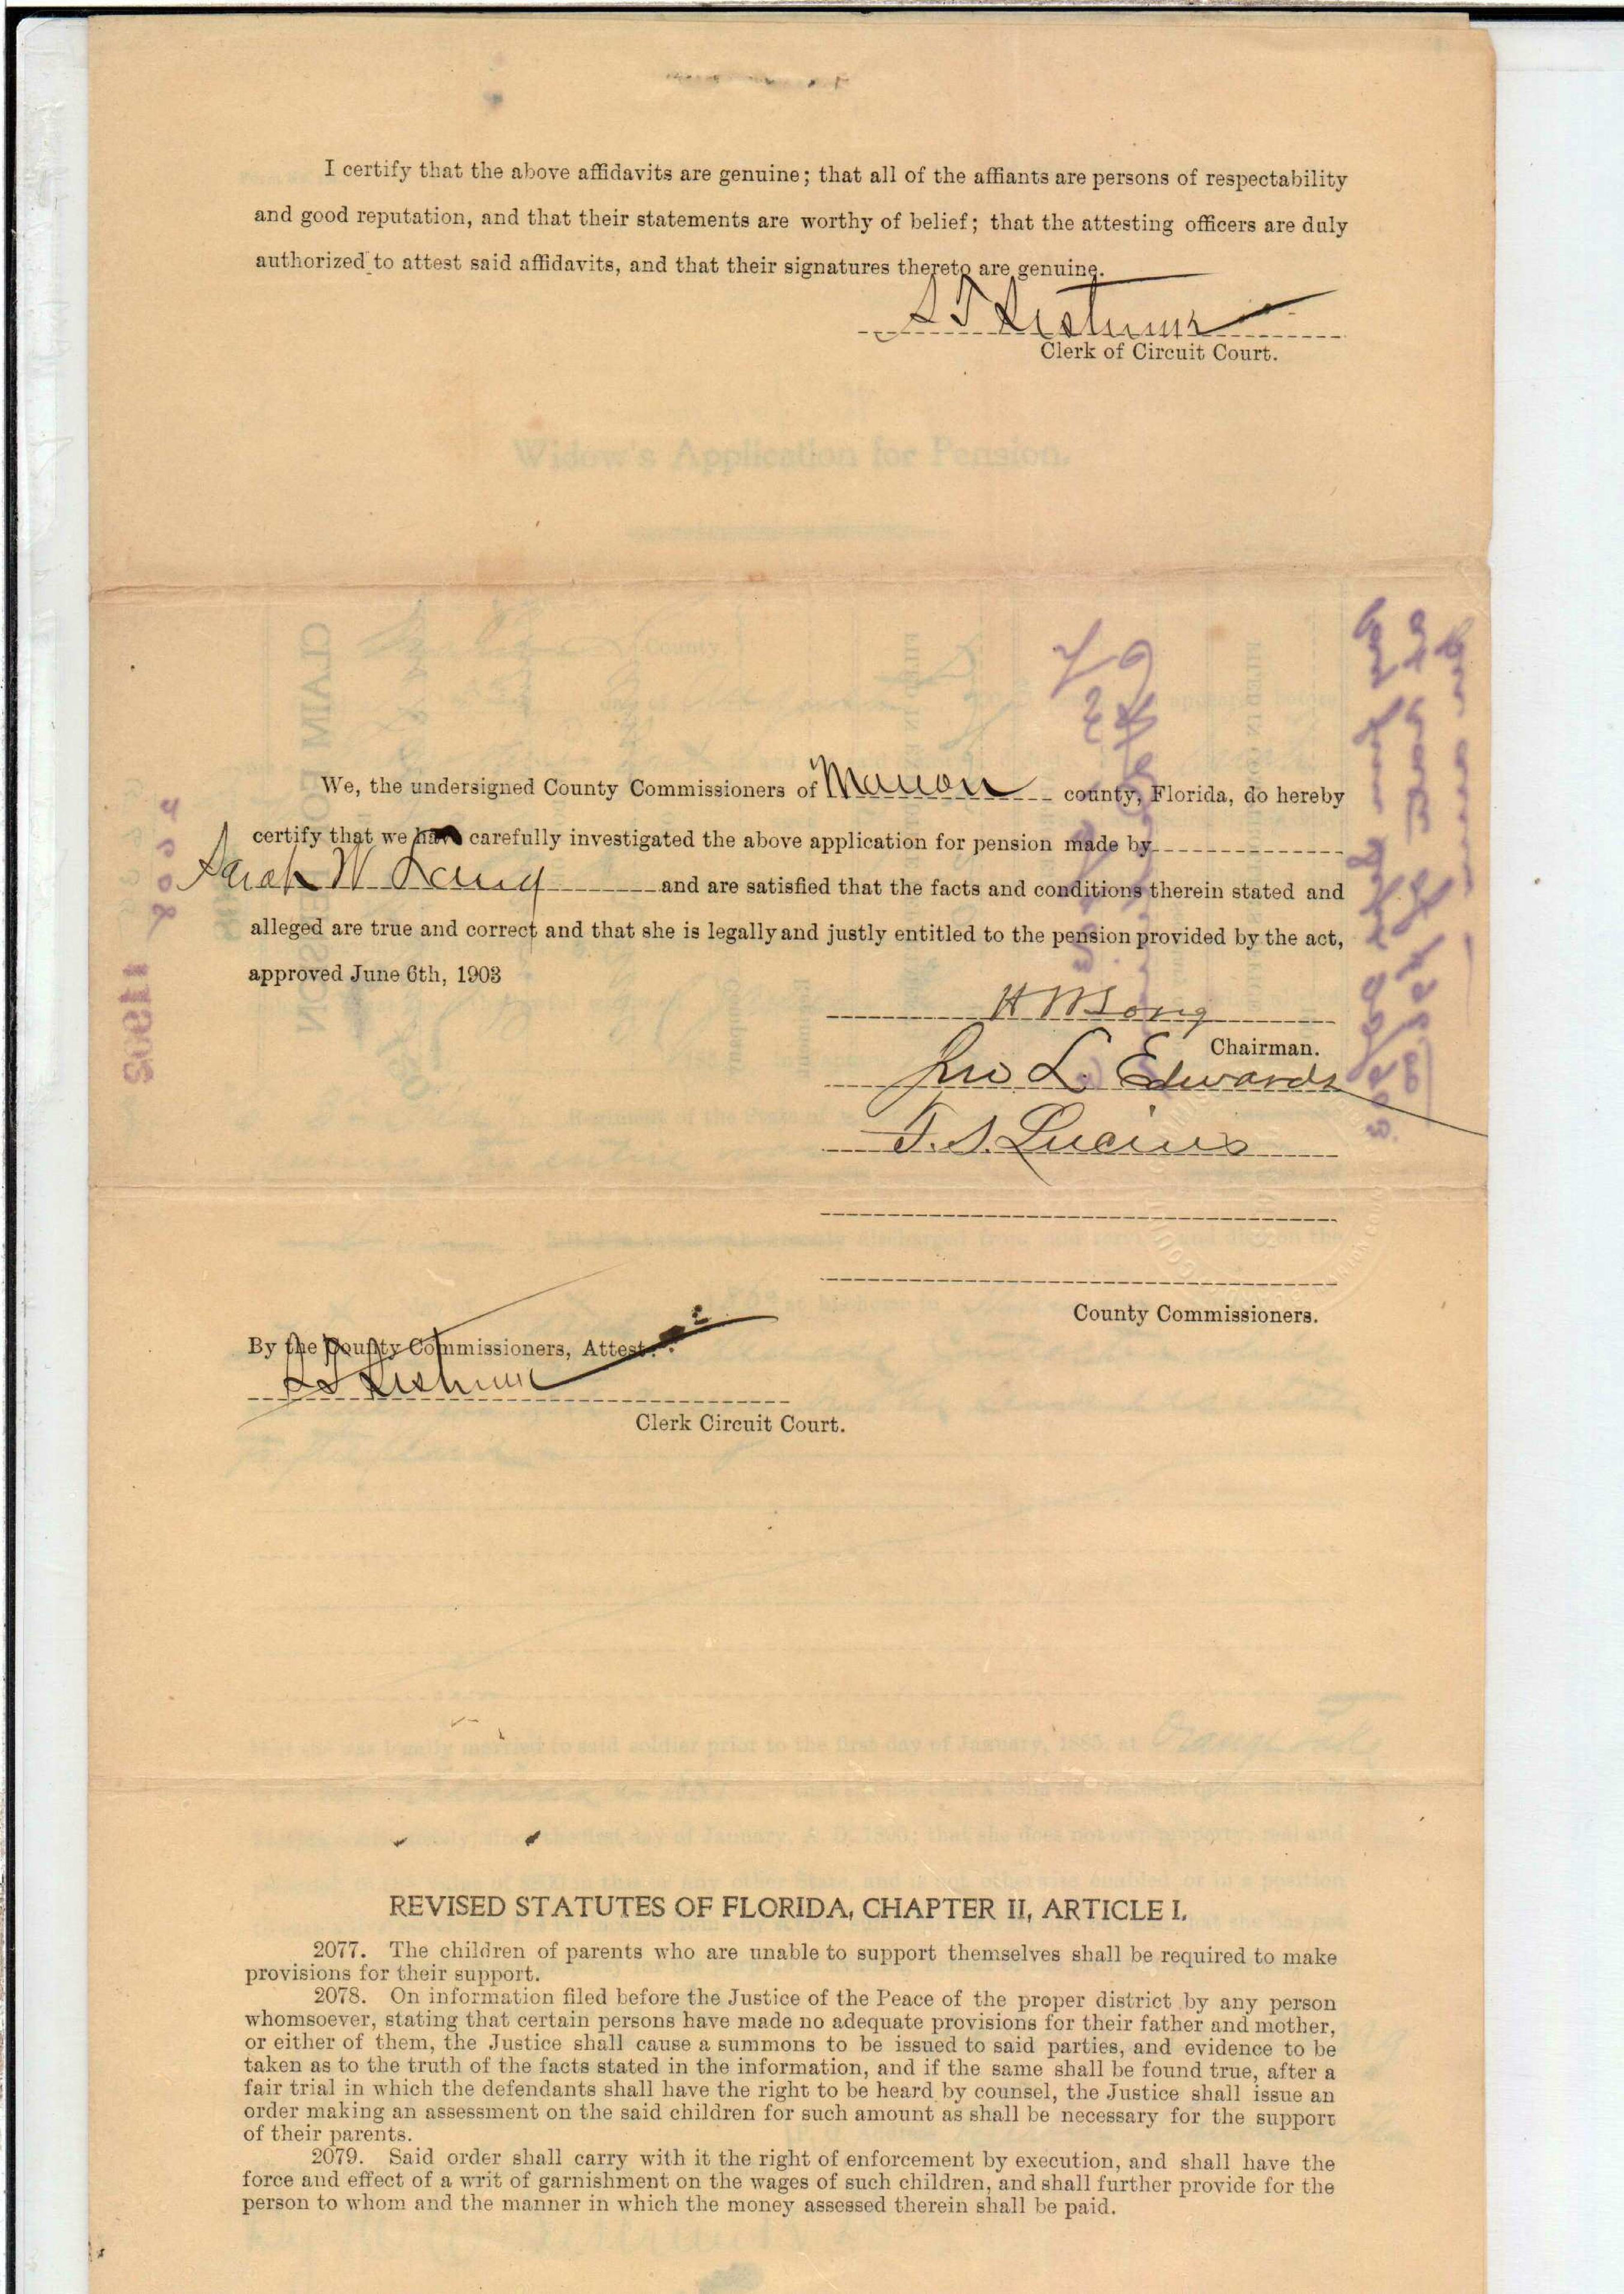 I certify that the above affidavits are genuine; that all of the affiants are persons of respectability
and good reputation, and that their statements are worthy of belief; that the attesting officers are duly
authorized to attest said affidavits, and that their signatures thereto are genuine.
S T Sistrunk
Clerk of Circuit Court.
Widow's Application for Pension.
We, the undersigned County Commissioners of Marion county, Florida, do hereby
certify that we have carefully investigated the above application for pension made by
Sarah W and are satisfied that the facts and conditions therein stated and
alleged are true and correct and that she is legally and justly entitled to the pension provided by the act,
approved June 6th, 1903
H W Long
Chairman.
Jno L. Edwards
T. S. Lucius
County Commissioners.
By the County Commissioners, Attest:
S T Sistrunk
Clerk Circuit Court.
REVISED STATUTES OF FLORIDA, CHAPTER II, ARTICLE I.
2077. The children of parents who are unable to support themselves shall be required to make
provisions for their support.
2078. On information filed before the Justice of the Peace of the proper district by any person
whomsoever, stating that certain persons have made no adequate provisions for their father and mother,
or either of them, the Justice shall cause a summons to be issued to said parties, and evidence to be
taken as to the truth of the facts stated in the information, and if the same shall be found true, after a
fair trial in which the defendants shall have the right to be heard by counsel, the Justice shall issue an
order making an assessment on the said children for such amount as shall be necessary for the support
of their parents.
2079. Said order shall carry with it the right of enforcement by execution, and shall have the
force and effect of a writ of garnishment on the wages of such children, and shall further provide for the
person to whom and the manner in which the money assessed therein shall be paid.